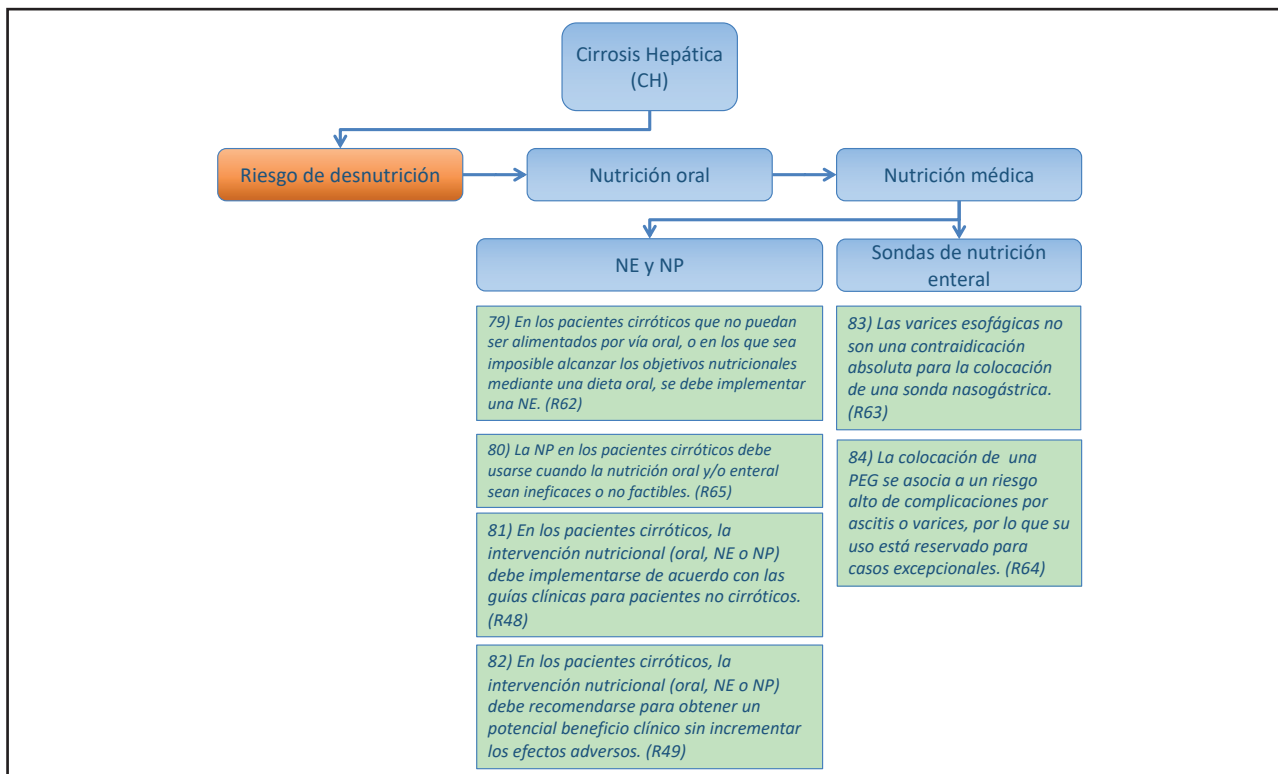 Cirrosis Hepática
(CH)
Riesgo de desnutrición
Nutrición oral
Nutrición médica
NE y NP
79) En los pacientes cirróticos que no puedan
ser alimentados por vía oral, o en los que sea
imposible alcanzar los objetivos nutricionales
mediante una dieta oral, se debe implementar
una NE. (R62)
80) La NP en los pacientes cirróticos debe
usarse cuando la nutrición oral y/o enteral
sean ineficaces o no factibles. (R65)
81) En los pacientes cirróticos, la
intervención nutricional (oral, NE o NP)
debe implementarse de acuerdo con las
guías clínicas para pacientes no cirróticos.
(R48)
82) En los pacientes cirróticos, la
intervención nutricional (oral, NE o NP)
debe recomendarse para obtener un
potencial beneficio clínico sin incrementar
los efectos adversos. (R49)
Sondas de nutrición
enteral
83) Las varices esofágicas no
son una contraidicación
absoluta para la colocación
de una sonda nasogástrica.
(R63)
84) La colocación de una
PEG se asocia a un riesgo
alto de complicaciones por
ascitis o varices, por lo que su
uso está reservado para
casos excepcionales. (R64)